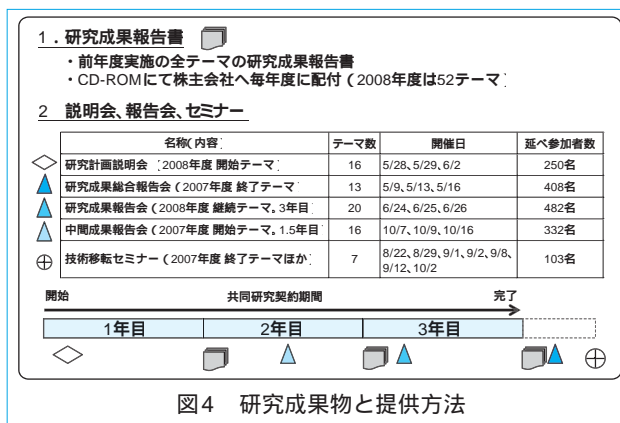 1．研究成果報告書
・前年度実施の全テーマの研究成果報告書
・CD-ROMにて株主会社へ毎年度に配付（2008年度は52テーマ）
2　説明会、報告会、セミナー
名称(内容) テーマ数 開催日 延べ参加者数
研究計画説明会（2008年度 開始テーマ） 16 5/28、5/29、6/2 250名
研究成果総合報告会（2007年度 終了テーマ） 13 5/9、5/13、5/16 408名
研究成果報告会（2008年度 継続テーマ。3年目） 20 6/24、6/25、6/26 482名
中間成果報告会（2007年度 開始テーマ。1.5年目） 16 10/7、10/9、10/16 332名
技術移転セミナー（2007年度 終了テーマほか） 7 8/22、8/29、9/1、9/2、9/8、 103名
9/12、10/2
開始 共同研究契約期間 完了
1年目 2年目 3年目
図4　研究成果物と提供方法